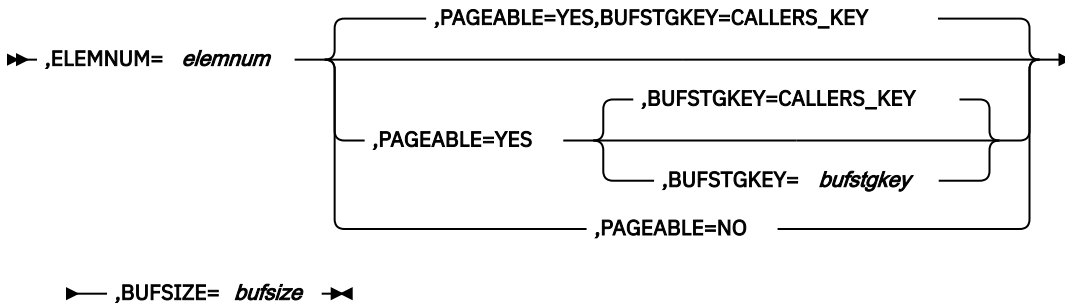 ,PAGEABLE=YES,BUFSTGKEY=CALLERS_KEY
,ELEMNUM= elemnum
,BUFSTGKEY=CALLERS_KEY
,PAGEABLE=YES
,BUFSTGKEY= bufstgkey
,PAGEABLE=NO
,BUFSIZE= bufsize